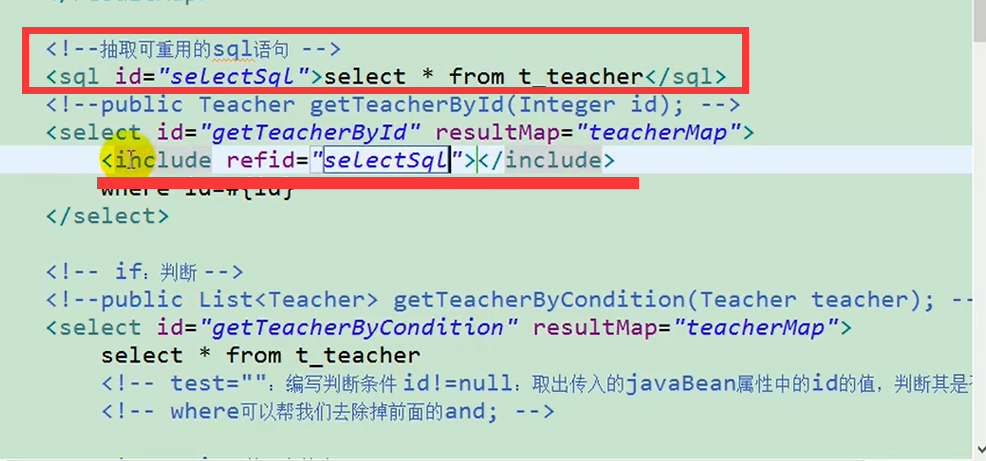 <!--抽取可重用的sql语句 -->
<sql id="selectSql">select * from t_teacher</sql>
<!--public Teacher getTeacherById(Integer id); -->
<select id="getTeacherById" resultMap="teacherMap">
<include refid="selectSql"></include>
where id=#{id}
</select>
<!-- if：判断 -->
<!--public List<Teacher> getTeacherByCondition(Teacher teacher); --
<select id="getTeacherByCondition" resultMap="teacherMap">
select * from t_teacher
<!-- test=""：编写判断条件 id!=null：取出传入的javaBean属性中的id的值，判断其是
<!-- where可以帮我们去除掉前面的and; -->